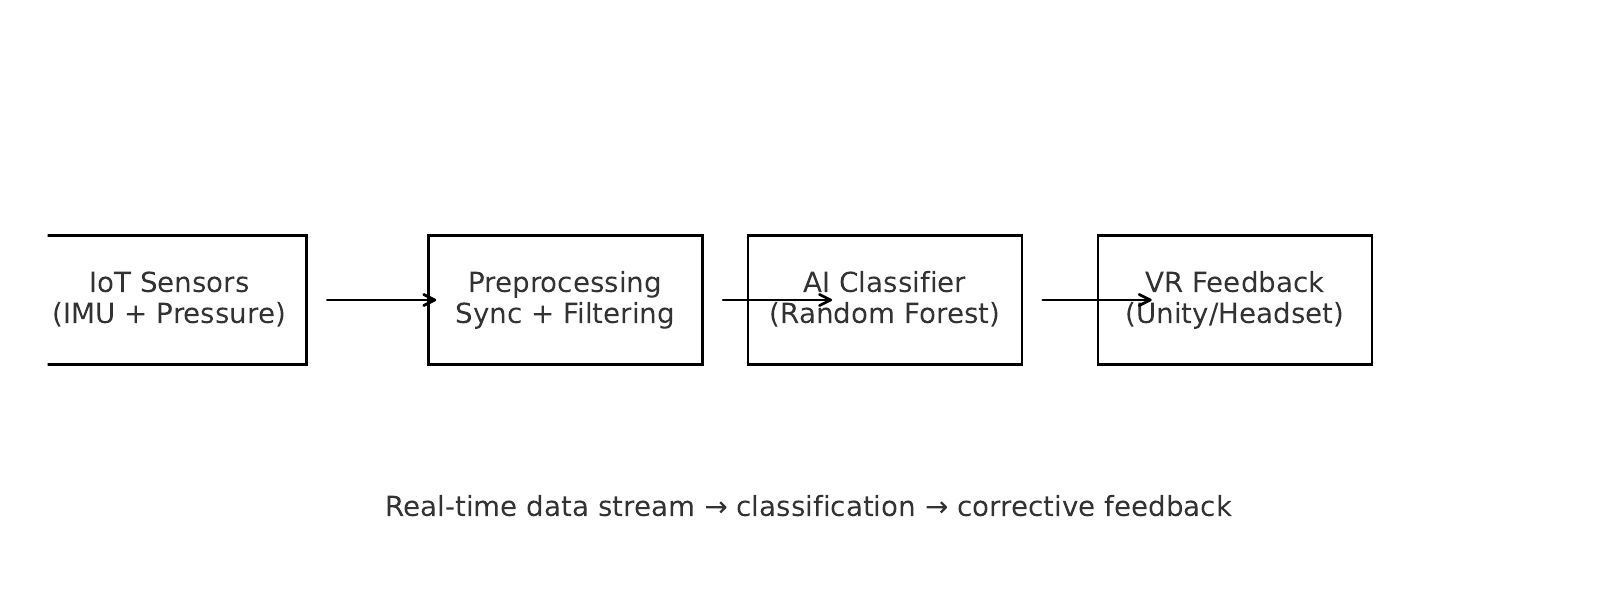 IoT Sensors
(IMU + Pressure)
Preprocessing
Sync + Filtering
AI Classifier
(Random Forest)
VR Feedback
(Unity/Headset)
Real-time data stream → classification → corrective feedback